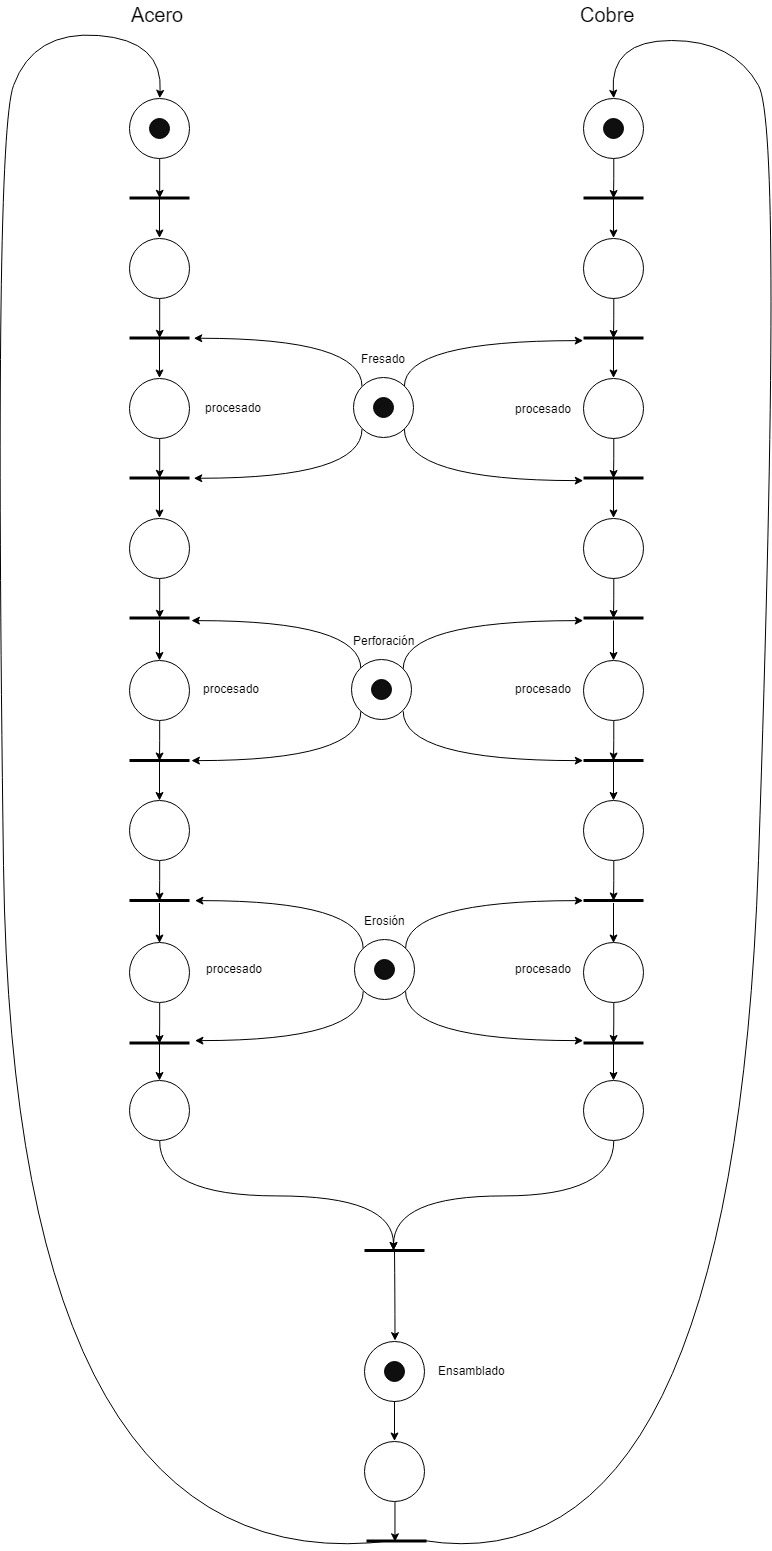 Acero
Cobre
Fresado
procesado
procesado
Perforación
procesado
procesado
Erosión
procesado
procesado
Ensamblado